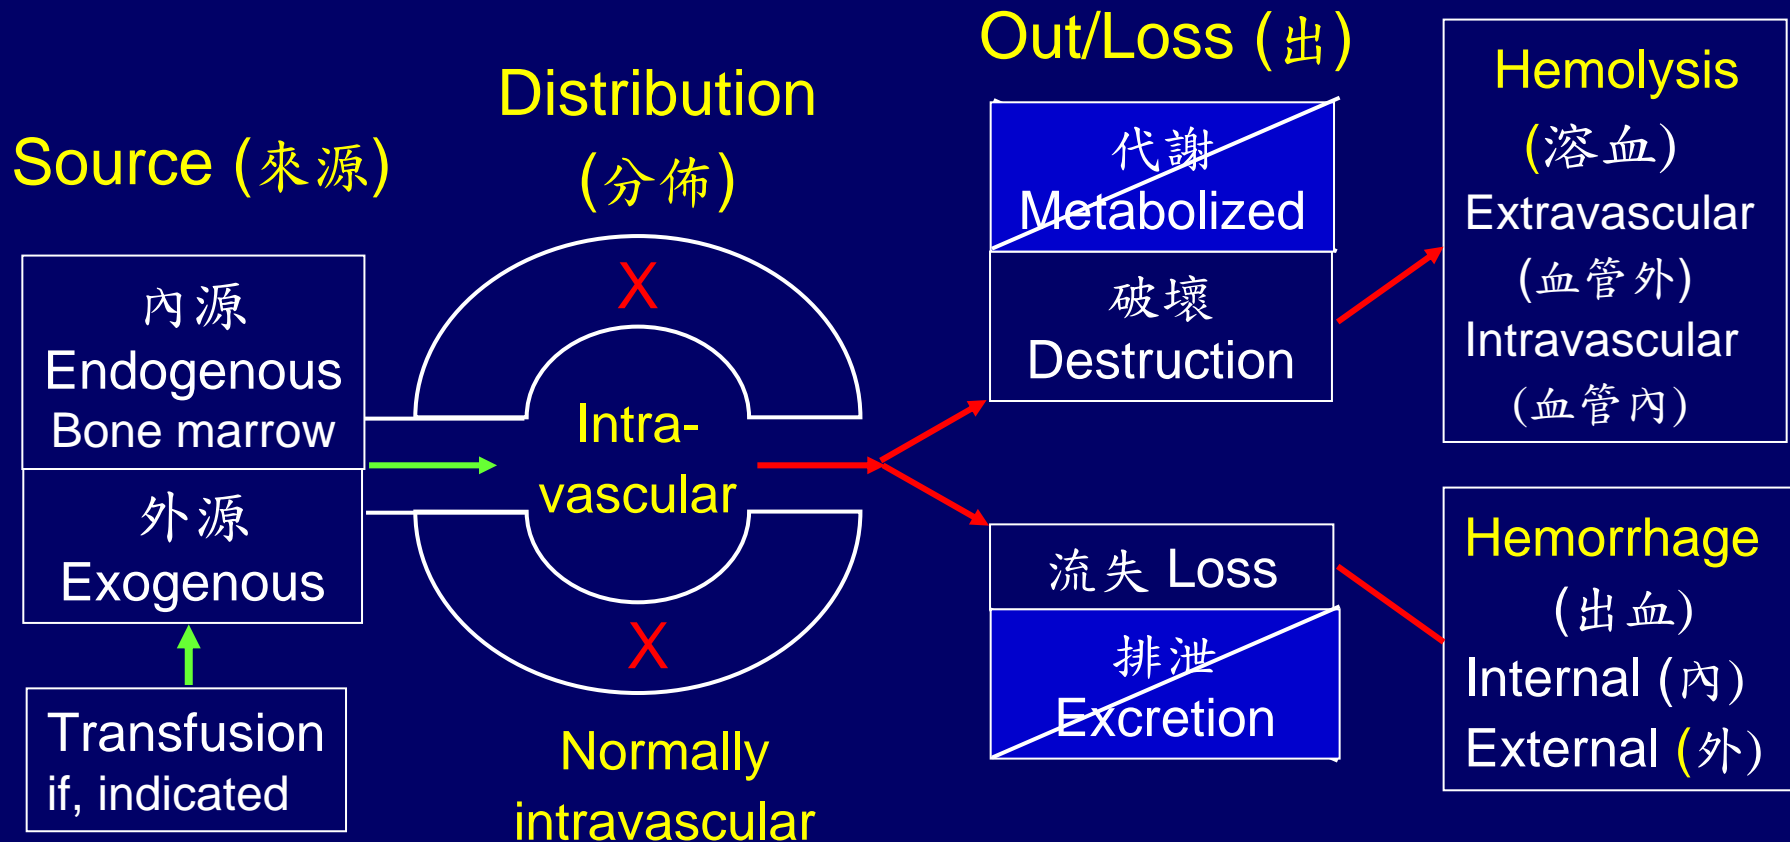 Source (來源)
內源
Endogenous
Bone marrow
外源
Exogenous
Transfusion
if, indicated
Distribution
(分佈)
X
Intra-
vascular
X
Normally
intravascular
Out/Loss (出)
代謝
Metabolized
破壞
Destruction
流失 Loss
排泄
Excretion
Hemolysis
(溶血)
Extravascular
(血管外)
Intravascular
(血管內)
Hemorrhage
(出血)
Internal (內)
External (外)